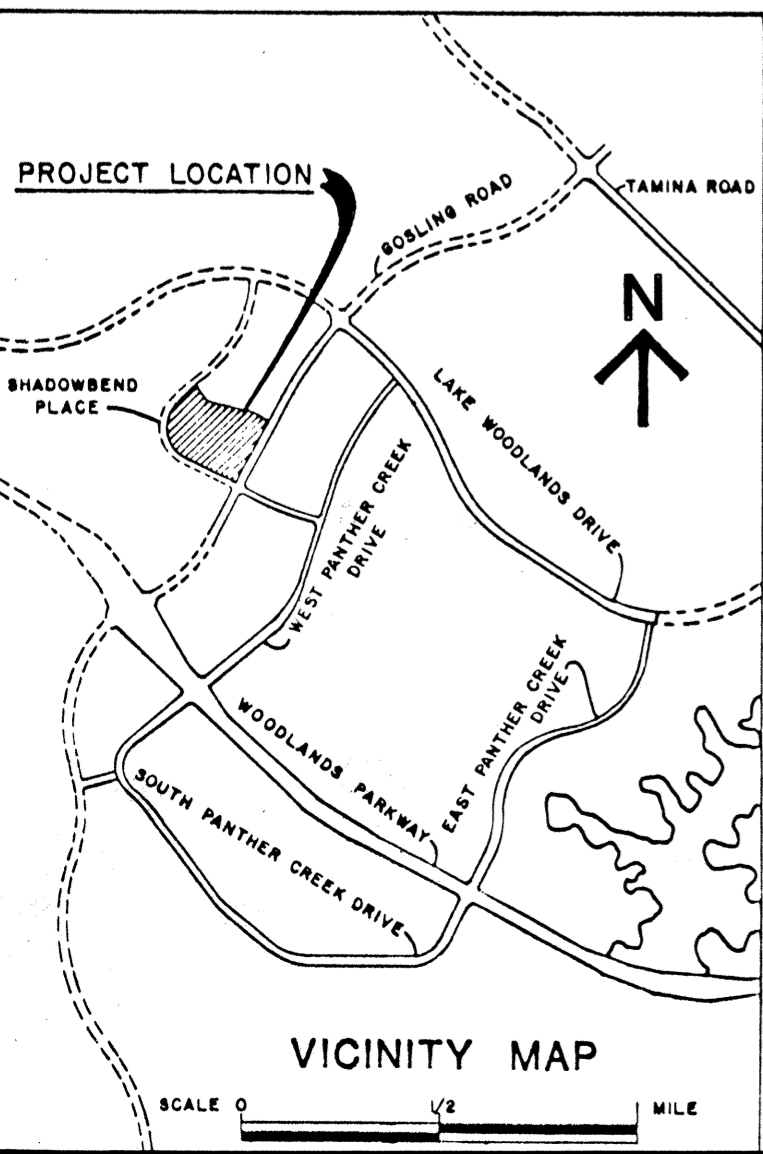 PROJECT LOCATION
GOSLING ROAD
TAMINA ROAD
N
SHADOWBEND
PLACE
LAKE WOODLANDS DRIVE
WEST PANTHER CREEK
DRIVE
EAST PANTHER CREEK
DRIVE
WOODLANDS PARKWAY
SOUTH PANTHER CREEK DRIVE
VICINITY MAP
SCALE 0 1/2 MILE